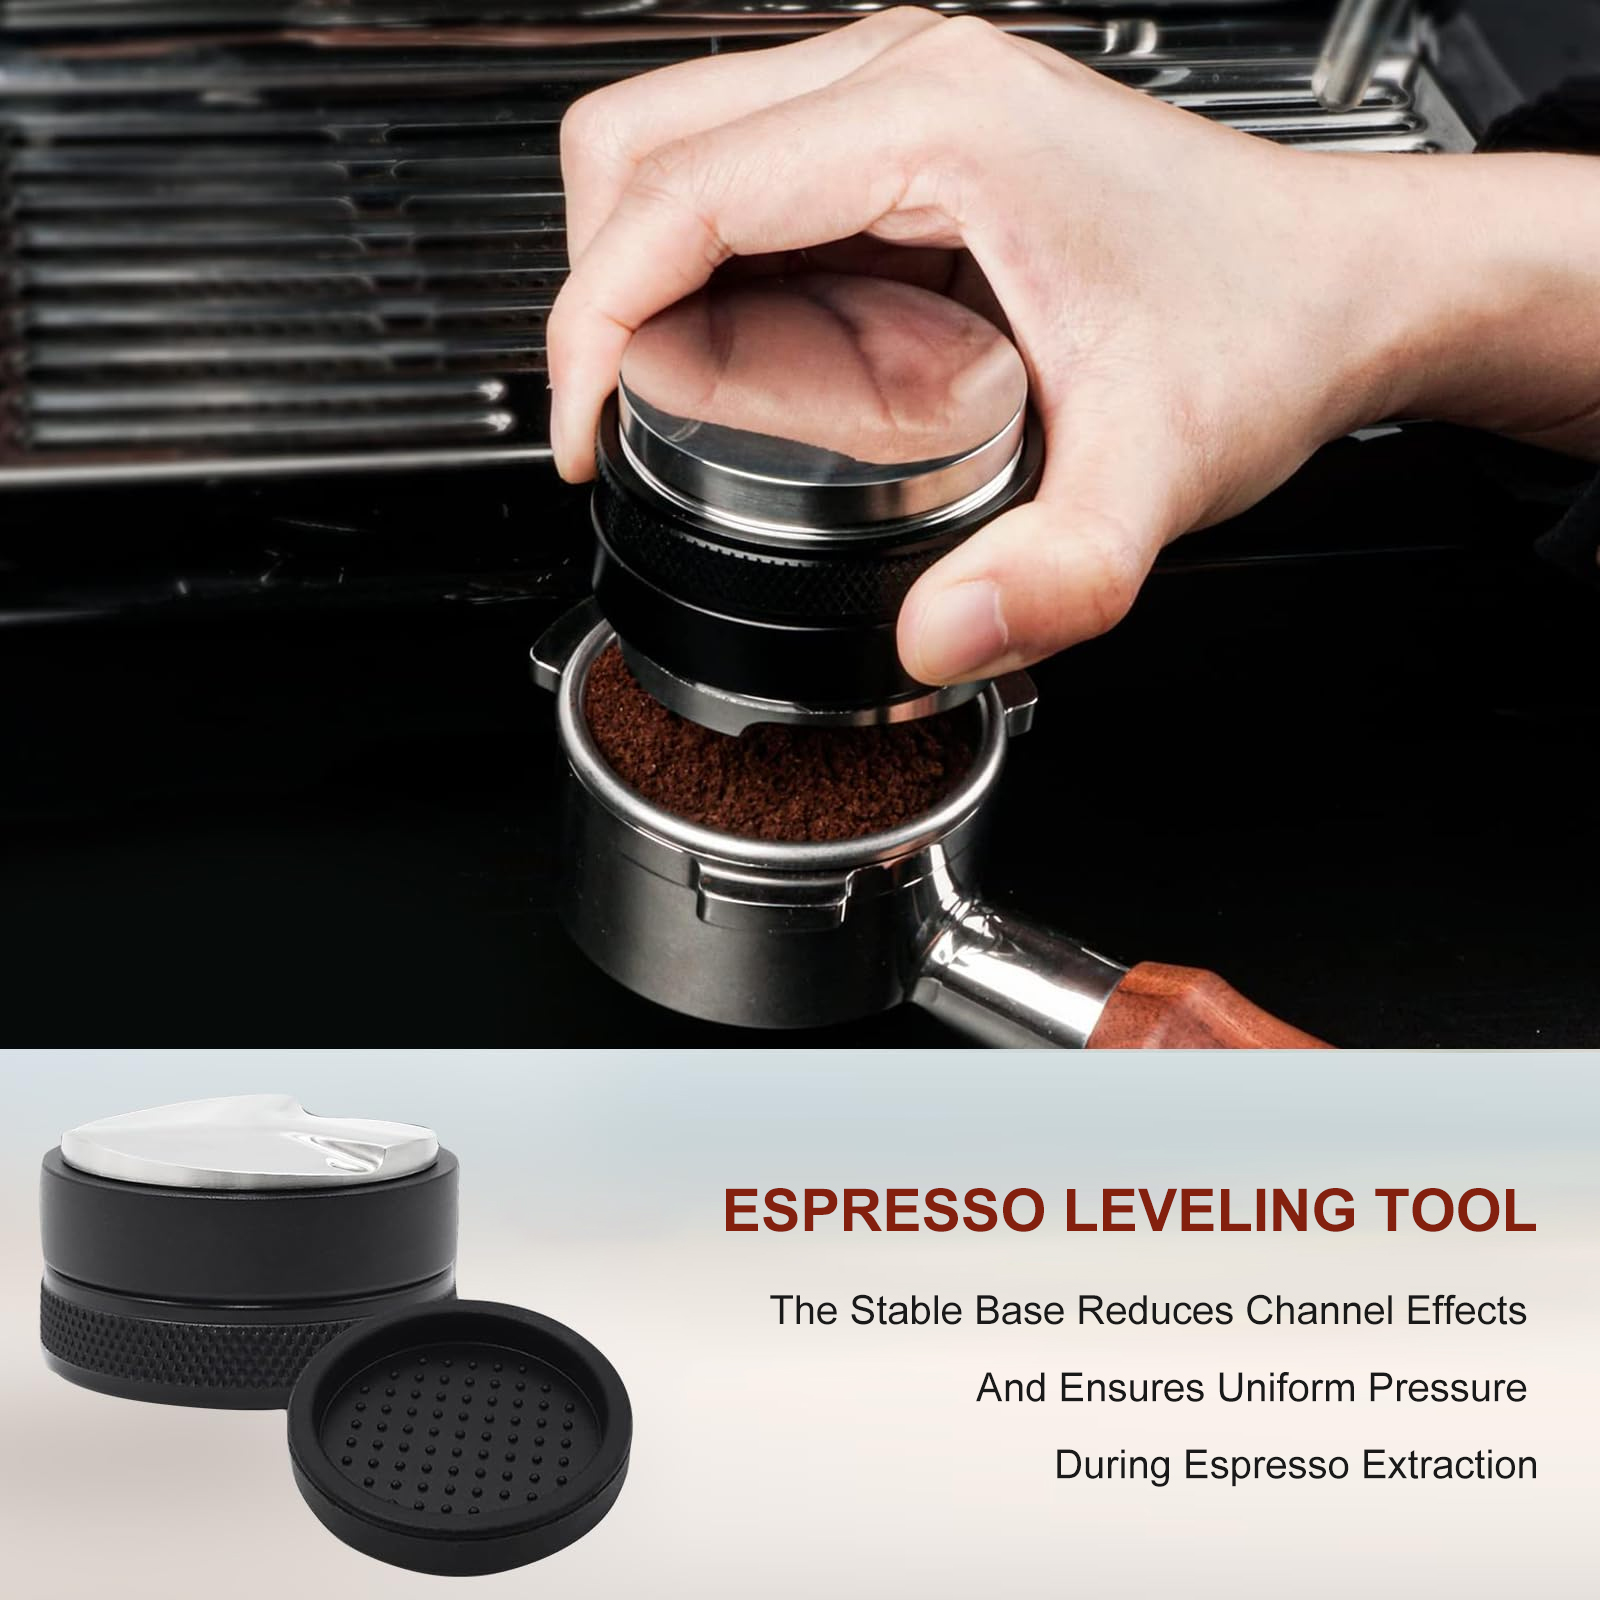 ESPRESSO LEVELING TOOL
The Stable Base Reduces Channel Effects
And Ensures Uniform Pressure
During Espresso Extraction